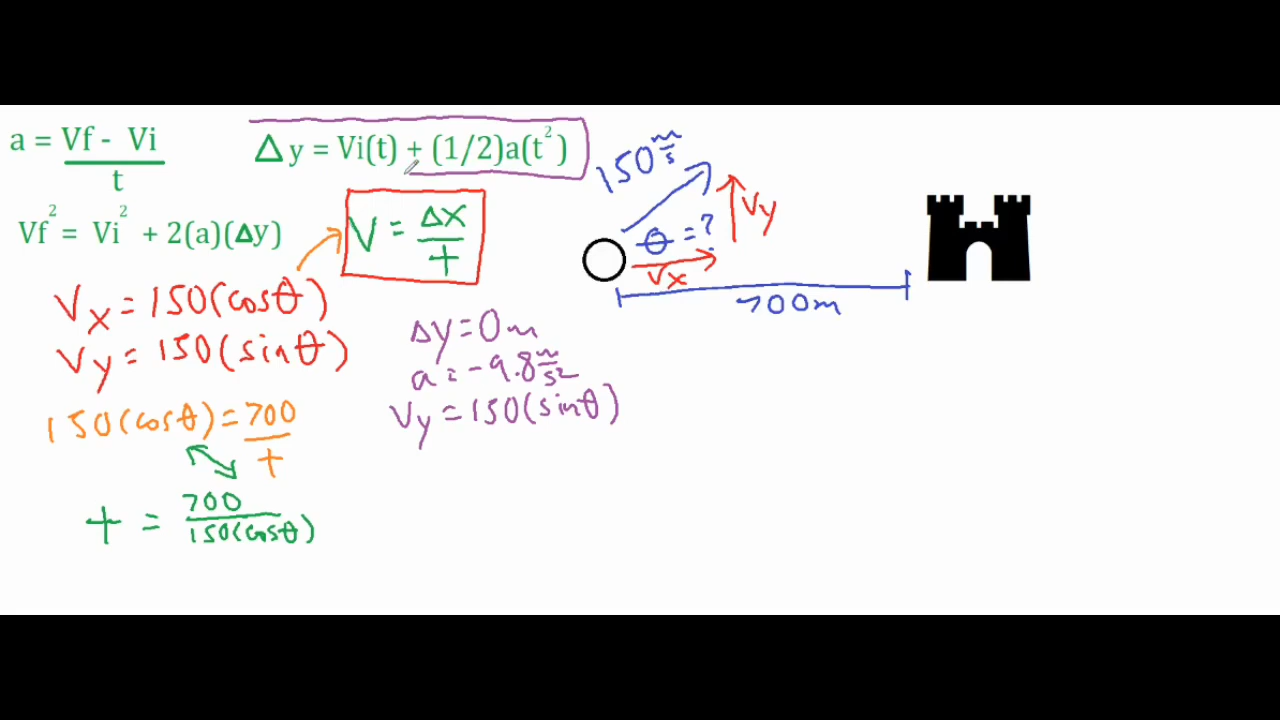 a = Vf - Vi
t
Δy = Vi(t) + (1/2)a(t²)
Vf² = Vi² + 2(a)(Δy)
V = Δx
t
150 m/s
θ = ?
Vy
Vx
700m
Vx = 150(cosθ)
Vy = 150(sinθ)
150(cosθ) = 700
t
t = 700
150(cosθ)
Δy = 0m
a = -9.8 m/s²
Vy = 150(sinθ)